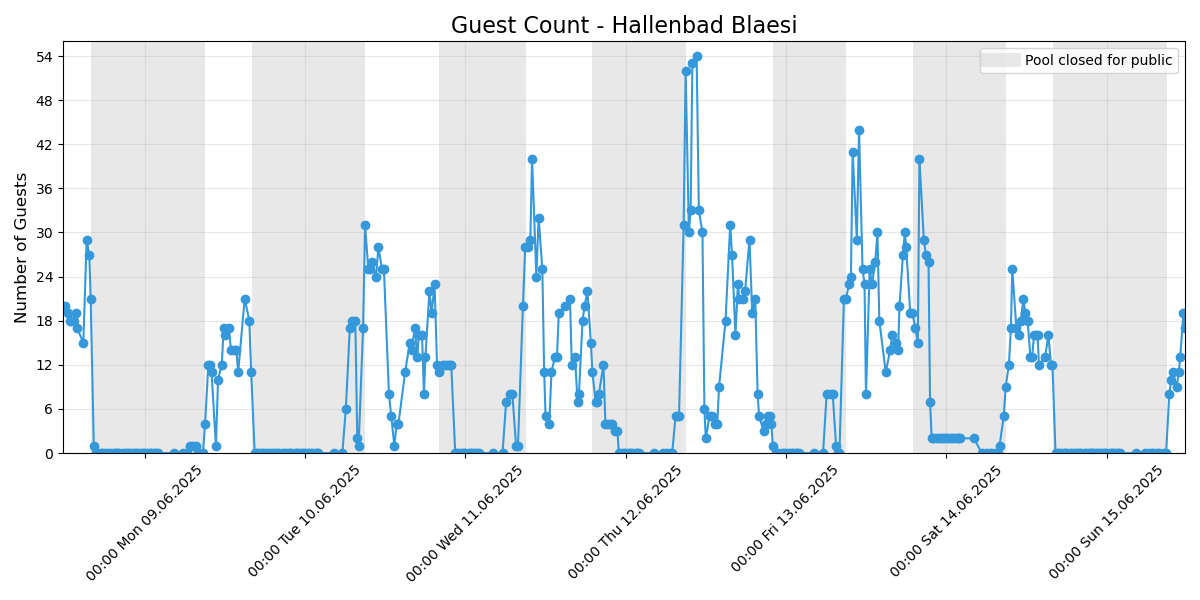 Guest Count - Hallenbad Blaesi
Pool closed for public
Number of Guests
54
48
42
36
30
24
18
12
6
0
00:00 Mon 09.06.2025
00:00 Tue 10.06.2025
00:00 Wed 11.06.2025
00:00 Thu 12.06.2025
00:00 Fri 13.06.2025
00:00 Sat 14.06.2025
00:00 Sun 15.06.2025